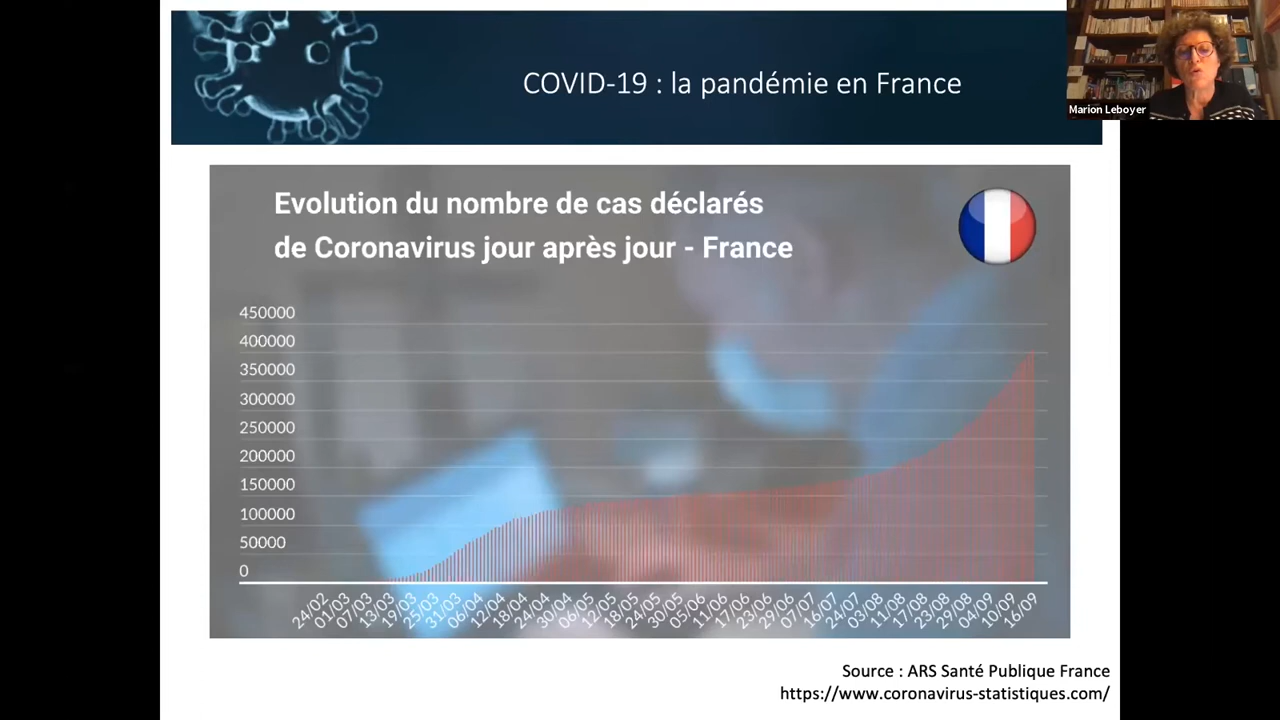 COVID-19 : la pandémie en France
Marion Leboyer
Evolution du nombre de cas déclarés
de Coronavirus jour après jour - France
450000
400000
350000
300000
250000
200000
150000
100000
50000
0
24/02 01/03 07/03 13/03 19/03 25/03 31/03 06/04 12/04 18/04 24/04 30/04 06/05 12/05 18/05 24/05 30/05 05/06 11/06 17/06 23/06 29/06 07/07 16/07 24/07 03/08 11/08 17/08 23/08 29/08 04/09 10/09 16/09
Source : ARS Santé Publique France
https://www.coronavirus-statistiques.com/